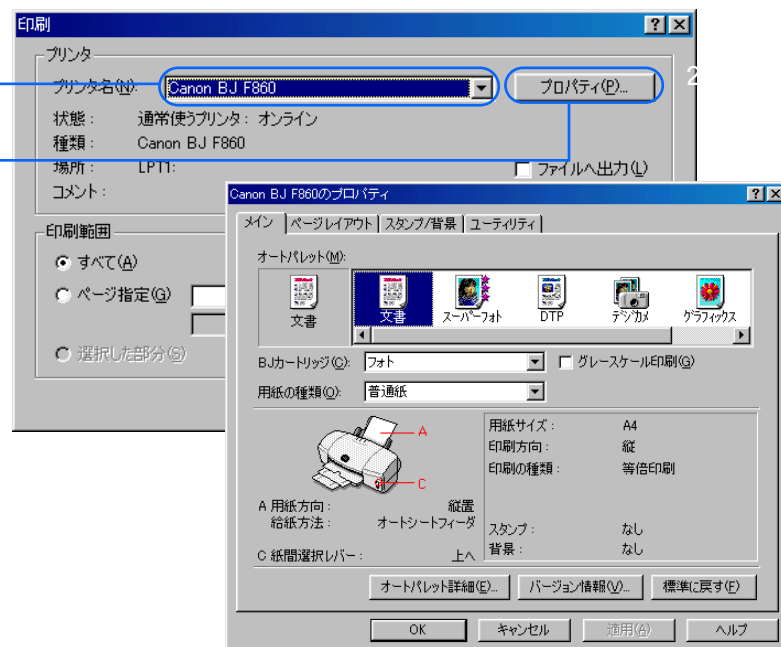 印刷
プリンタ
プリンタ名(N): Canon BJ F860 プロパティ(P)... 2
状態： 通常使うプリンタ： オンライン
種類： Canon BJ F860
場所： LPT1: ファイルへ出力(L)
コメント：
印刷範囲
すべて(A)
ページ指定(G)
選択した部分(S)
Canon BJ F860のプロパティ
メイン ページレイアウト スタンプ/背景 ユーティリティ
オートパレット(M):
文書 文書 スーパーフォト DTP デジカメ グラフィックス
BJカートリッジ(C): フォト グレースケール印刷(G)
用紙の種類(O): 普通紙
A
C
A 用紙方向： 縦置
給紙方法： オートシートフィーダ
C 紙間選択レバー： 上へ
用紙サイズ： A4
印刷方向： 縦
印刷の種類： 等倍印刷
スタンプ： なし
背景： なし
オートパレット詳細(E)... バージョン情報(V)... 標準に戻す(F)
OK キャンセル 適用(A) ヘルプ